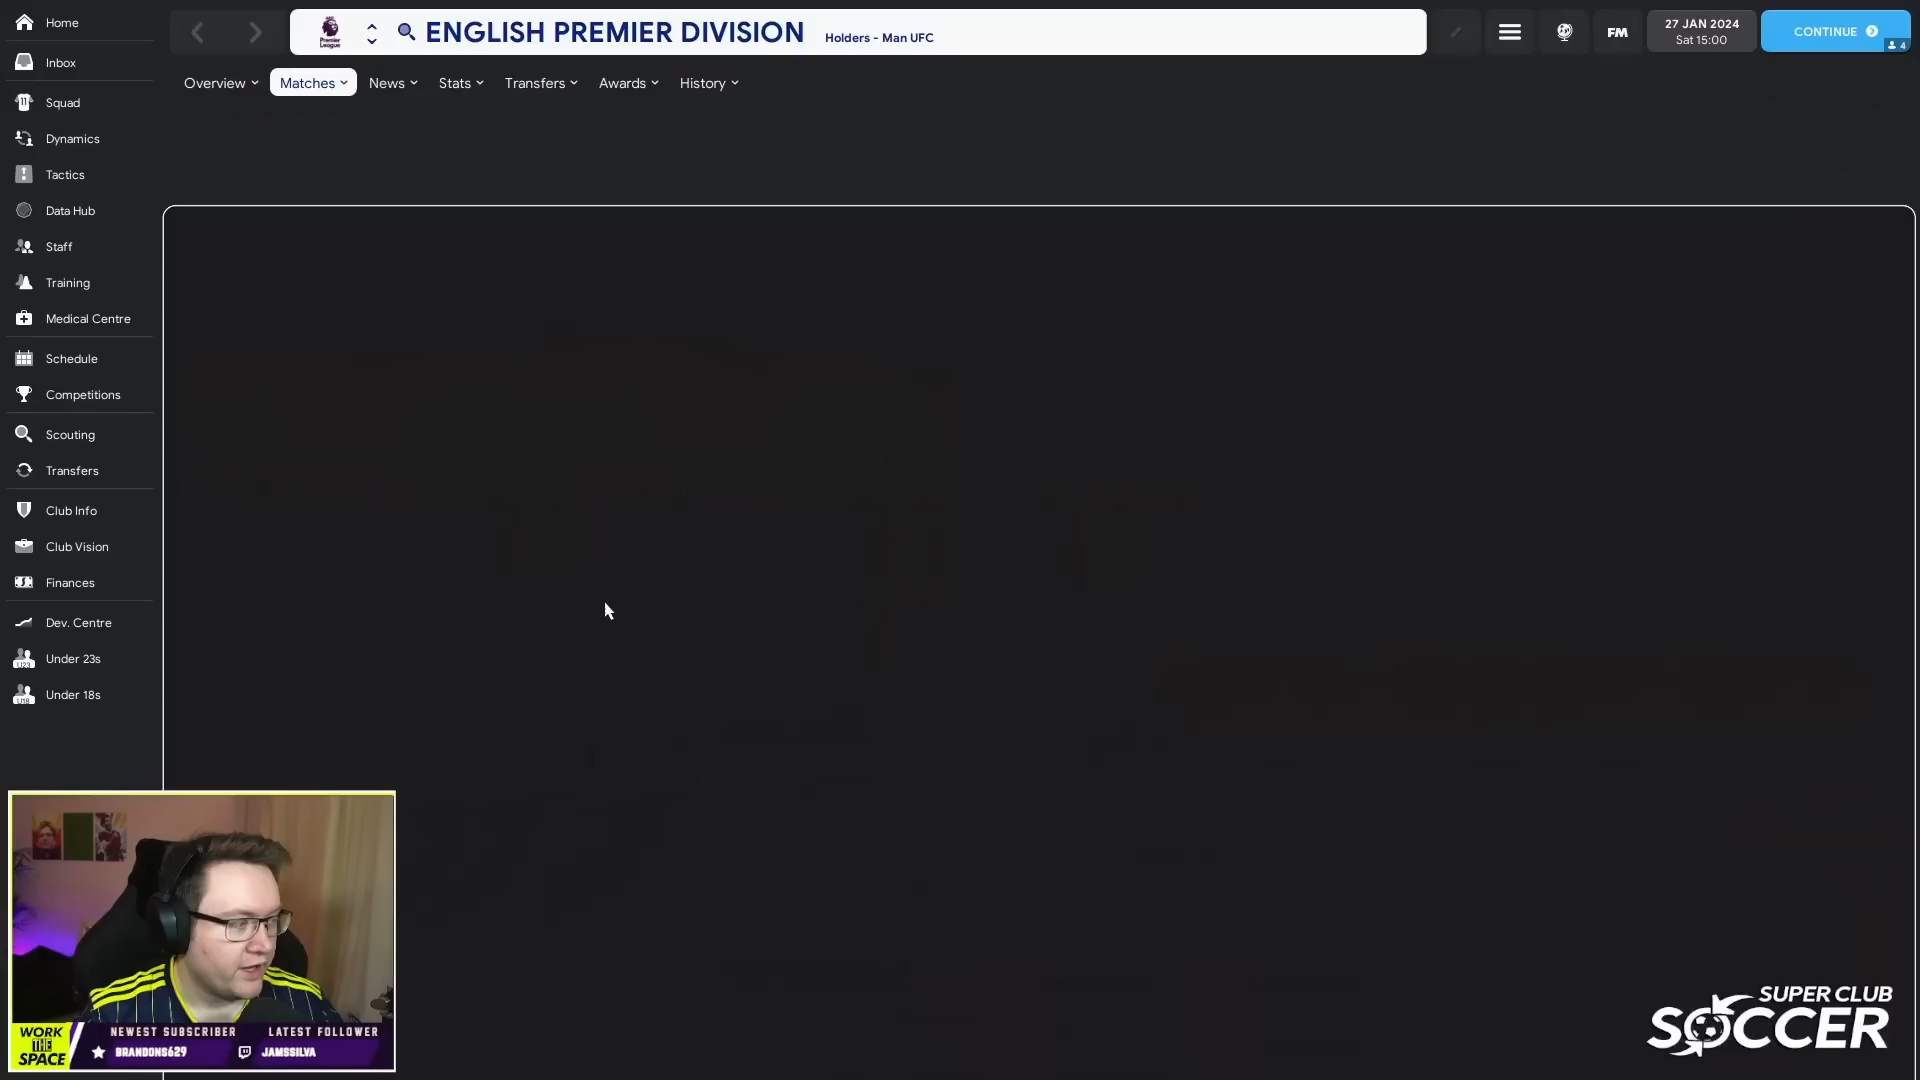 Home
Inbox
Squad
Dynamics
Tactics
Data Hub
Staff
Training
Medical Centre
Schedule
Competitions
Scouting
Transfers
Club Info
Club Vision
Finances
Dev. Centre
Under 23s
Under 18s
Premier League
ENGLISH PREMIER DIVISION Holders - Man UFC
FM
27 JAN 2024
Sat 15:00
CONTINUE
4
Overview Matches News Stats Transfers Awards History
WORK THE SPACE
NEWEST SUBSCRIBER LATEST FOLLOWER
BRANDONS629 JAMSSILVA
SUPER CLUB
SOCCER